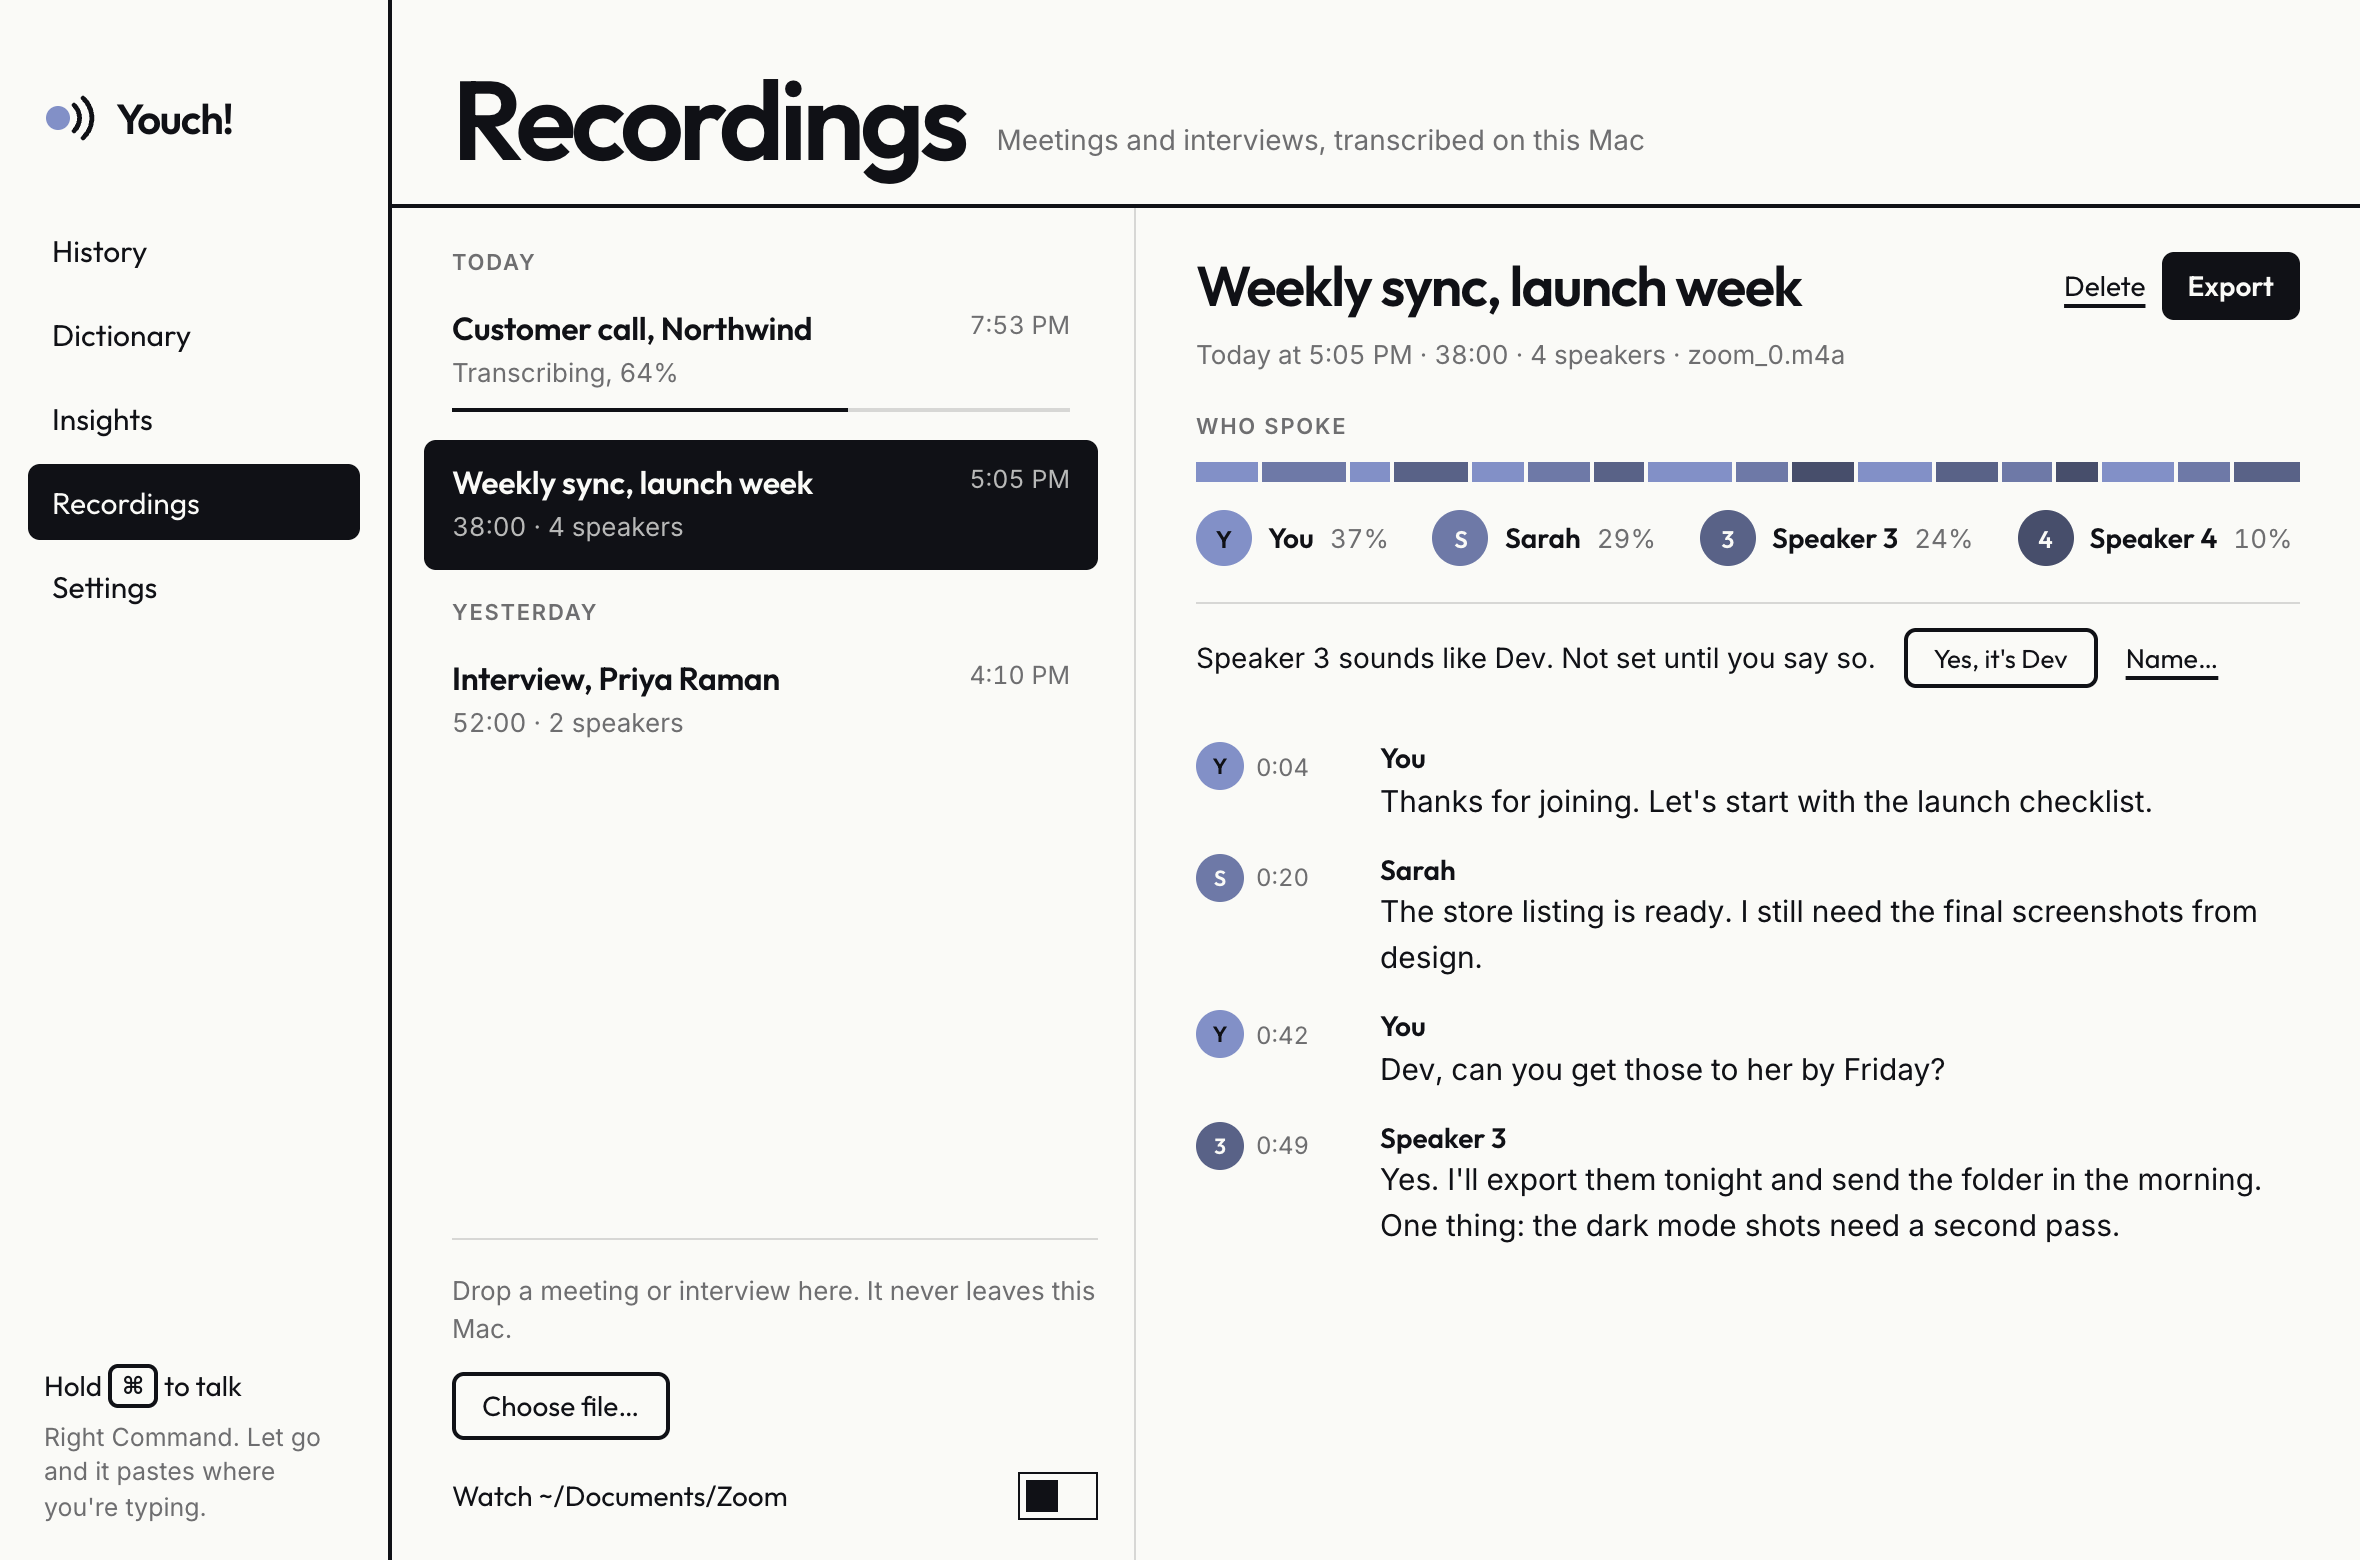 Youch!
History
Dictionary
Insights
Recordings
Settings
Hold ⌘ to talk
Right Command. Let go
and it pastes where
you're typing.
Recordings
Meetings and interviews, transcribed on this Mac
TODAY
Customer call, Northwind
7:53 PM
Transcribing, 64%
Weekly sync, launch week
5:05 PM
38:00 · 4 speakers
YESTERDAY
Interview, Priya Raman
4:10 PM
52:00 · 2 speakers
Drop a meeting or interview here. It never leaves this
Mac.
Choose file...
Watch ~/Documents/Zoom
Weekly sync, launch week
Delete
Export
Today at 5:05 PM · 38:00 · 4 speakers · zoom_0.m4a
WHO SPOKE
Y You 37%
S Sarah 29%
3 Speaker 3 24%
4 Speaker 4 10%
Speaker 3 sounds like Dev. Not set until you say so.
Yes, it's Dev
Name...
Y 0:04
You
Thanks for joining. Let's start with the launch checklist.
S 0:20
Sarah
The store listing is ready. I still need the final screenshots from
design.
Y 0:42
You
Dev, can you get those to her by Friday?
3 0:49
Speaker 3
Yes. I'll export them tonight and send the folder in the morning.
One thing: the dark mode shots need a second pass.